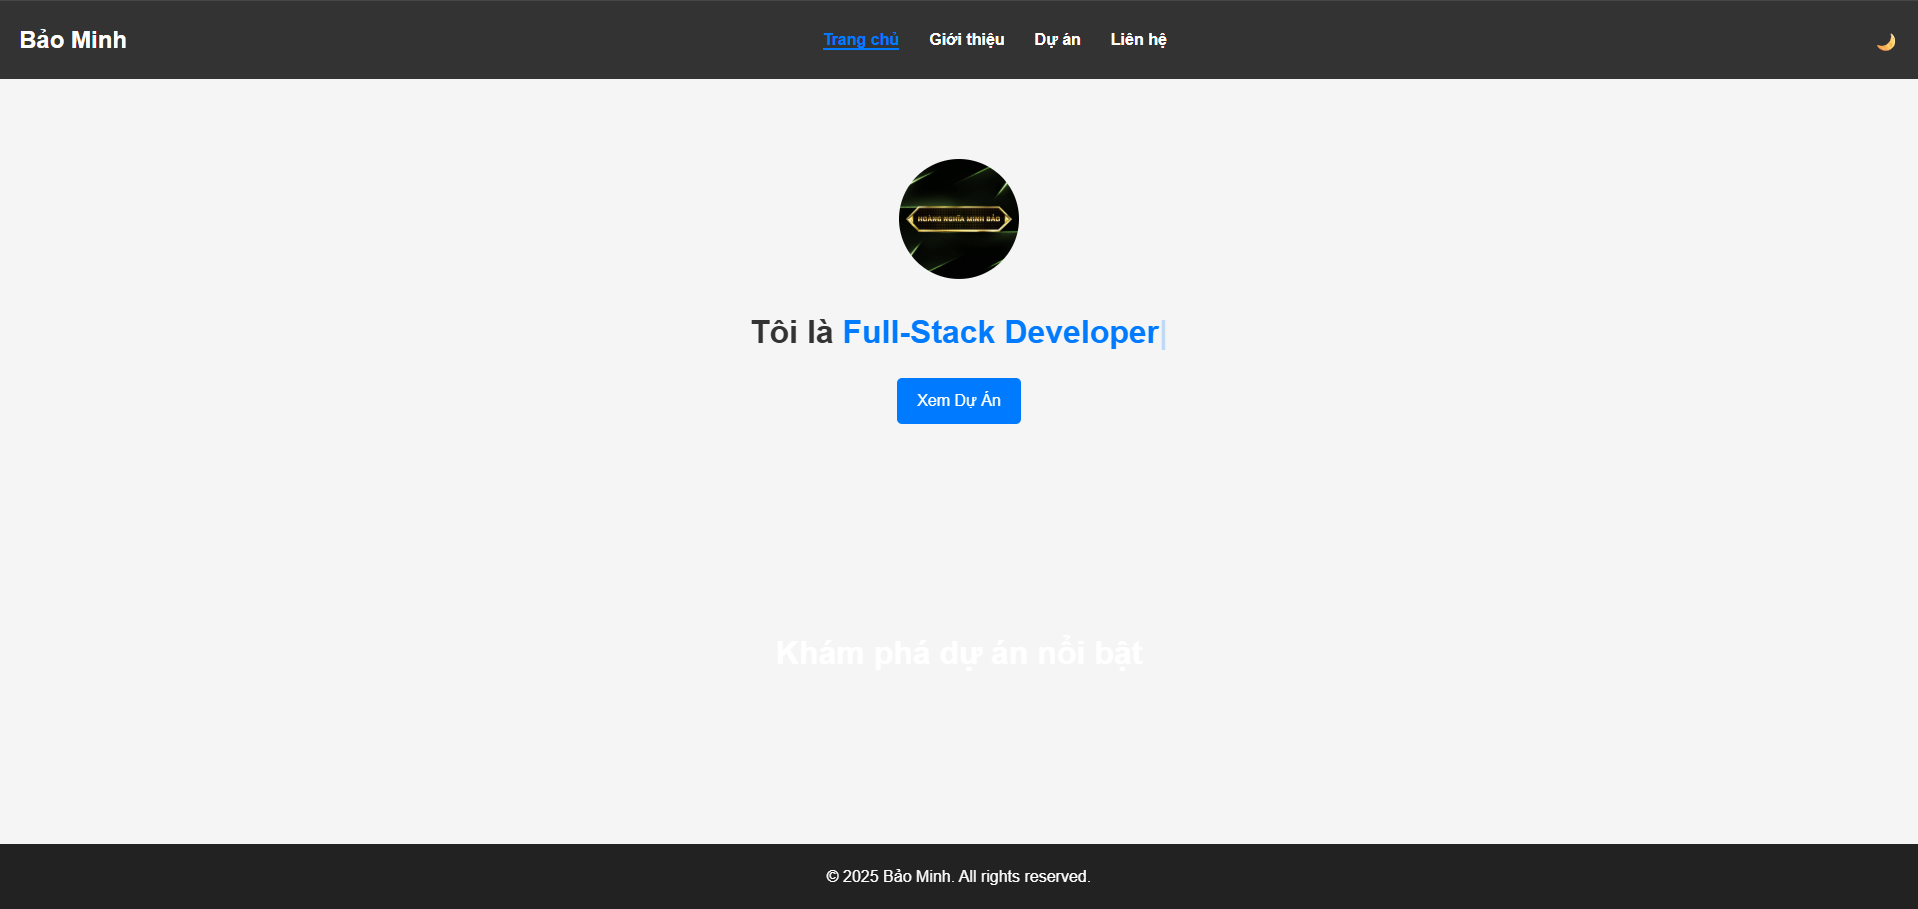 Bảo Minh
Trang chủ
Giới thiệu
Dự án
Liên hệ
HOÀNG NGHĨA MINH BẢO
Tôi là Full-Stack Developer|
Xem Dự Án
Khám phá dự án nổi bật
© 2025 Bảo Minh. All rights reserved.